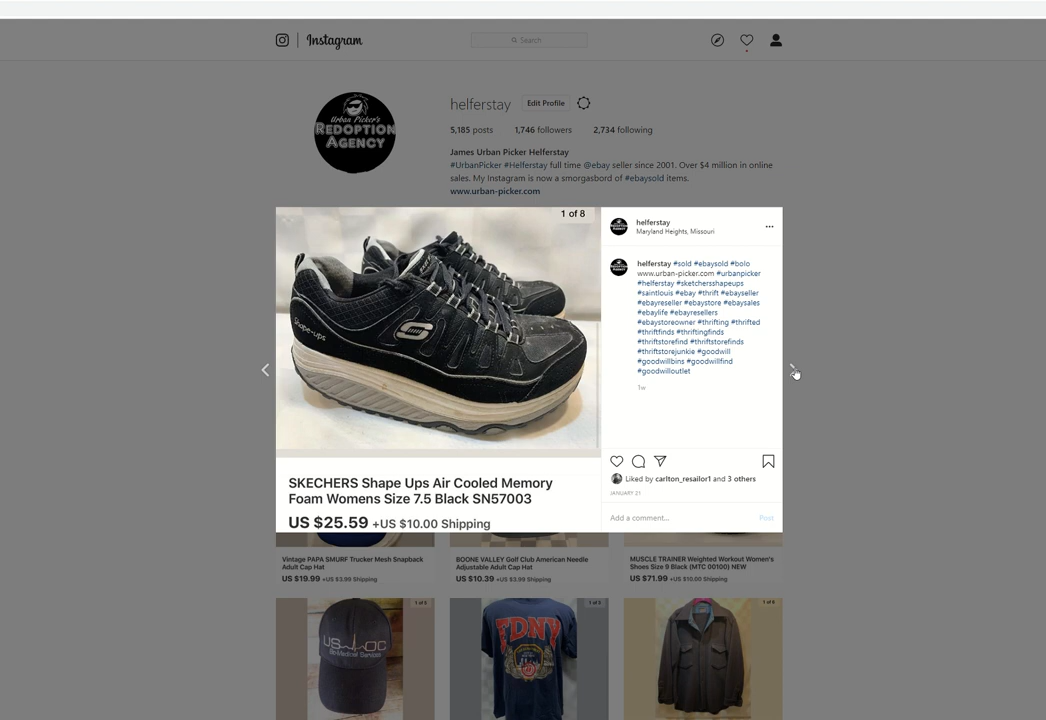 Instagram
Search
Urban Picker's
REDOPTION
AGENCY
helferstay Edit Profile
5,185 posts 1,746 followers 2,734 following
James Urban Picker Helferstay
#UrbanPicker #Helferstay full time @ebay seller since 2001. Over $4 million in online
sales. My Instagram is now a smorgasbord of #ebaysold items.
www.urban-picker.com
1 of 8
Shape-ups
S
SKECHERS Shape Ups Air Cooled Memory
Foam Womens Size 7.5 Black SN57003
US $25.59 +US $10.00 Shipping
helferstay
Maryland Heights, Missouri
helferstay #sold #ebaysold #bolo
www.urban-picker.com #urbanpicker
#helferstay #sketchersshapeups
#saintlouis #ebay #thrift #ebayseller
#ebayreseller #ebaystore #ebaysales
#ebaylife #ebayresellers
#ebaystoreowner #thrifting #thrifted
#thriftfinds #thriftingfinds
#thriftstorefind #thriftstorefinds
#thriftstorejunkie #goodwill
#goodwillbins #goodwillfind
#goodwilloutlet
1w
Liked by carlton_resailor1 and 3 others
JANUARY 21
Add a comment... Post
Vintage PAPA SMURF Trucker Mesh Snapback
Adult Cap Hat
US $19.99 +US $3.99 Shipping
BOONE VALLEY Golf Club American Needle
Adjustable Adult Cap Hat
US $10.39 +US $3.99 Shipping
MUSCLE TRAINER Weighted Workout Women's
Shoes Size 9 Black (MTC 00100) NEW
US $71.99 +US $10.00 Shipping
Bio-Medical Services
FDNY